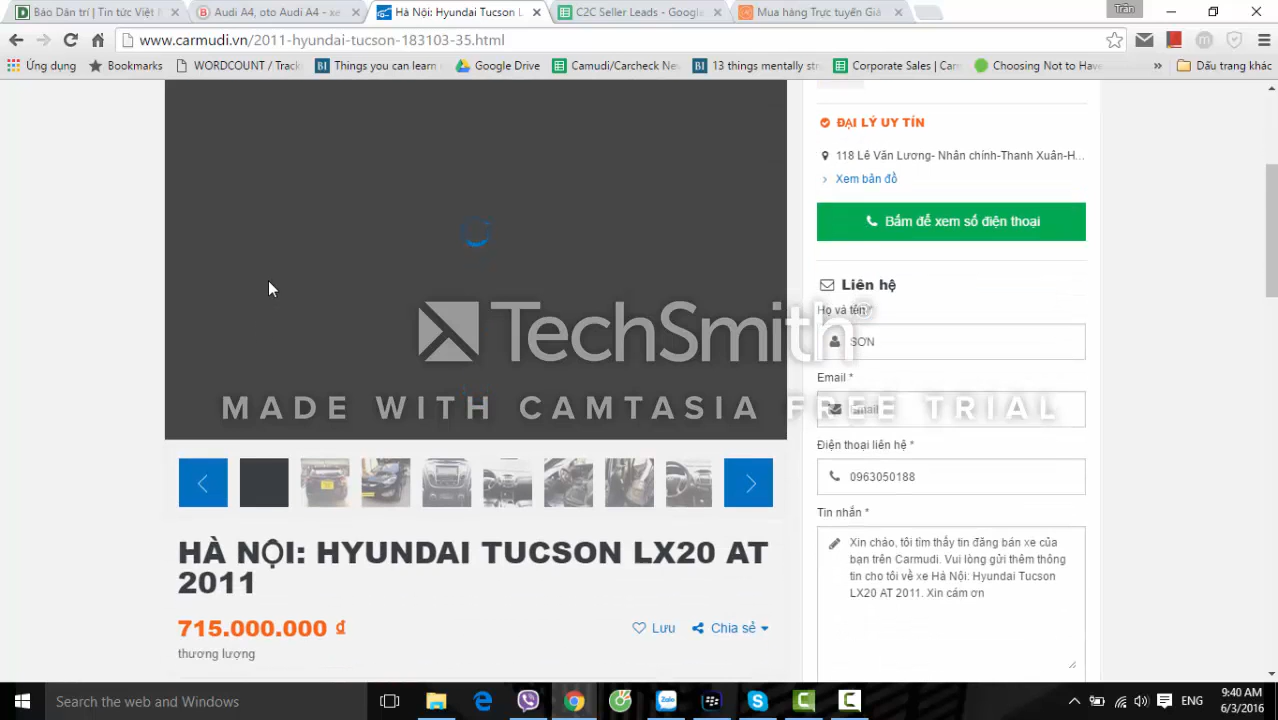 Báo Dân trí | Tin tức Việt N
Audi A4, oto Audi A4 - xe
Hà Nội: Hyundai Tucson L
C2C Seller Leads - Google
Mua hàng Trực tuyến Giá
Trần
www.carmudi.vn/2011-hyundai-tucson-183103-35.html
Ứng dụng
Bookmarks
WORDCOUNT / Track
Things you can learn
Google Drive
Camudi/Carcheck Ne
13 things mentally str
Corporate Sales | Carm
Choosing Not to Have
»
Dấu trang khác
ĐẠI LÝ UY TÍN
118 Lê Văn Lương- Nhân chính-Thanh Xuân-H...
Xem bản đồ
Bấm để xem số điện thoại
Liên hệ
Họ và tên *
SƠN
TechSmith®
Email *
Email
MADE WITH CAMTASIA FREE TRIAL
Điện thoại liên hệ *
0963050188
Tin nhắn *
Xin chào, tôi tìm thấy tin đăng bán xe của
bạn trên Carmudi. Vui lòng gửi thêm thông
tin cho tôi về xe Hà Nội: Hyundai Tucson
LX20 AT 2011. Xin cám ơn
HÀ NỘI: HYUNDAI TUCSON LX20 AT
2011
715.000.000 ₫
thương lượng
Lưu
Chia sẻ
Search the web and Windows
Zalo
ENG
9:40 AM
6/3/2016